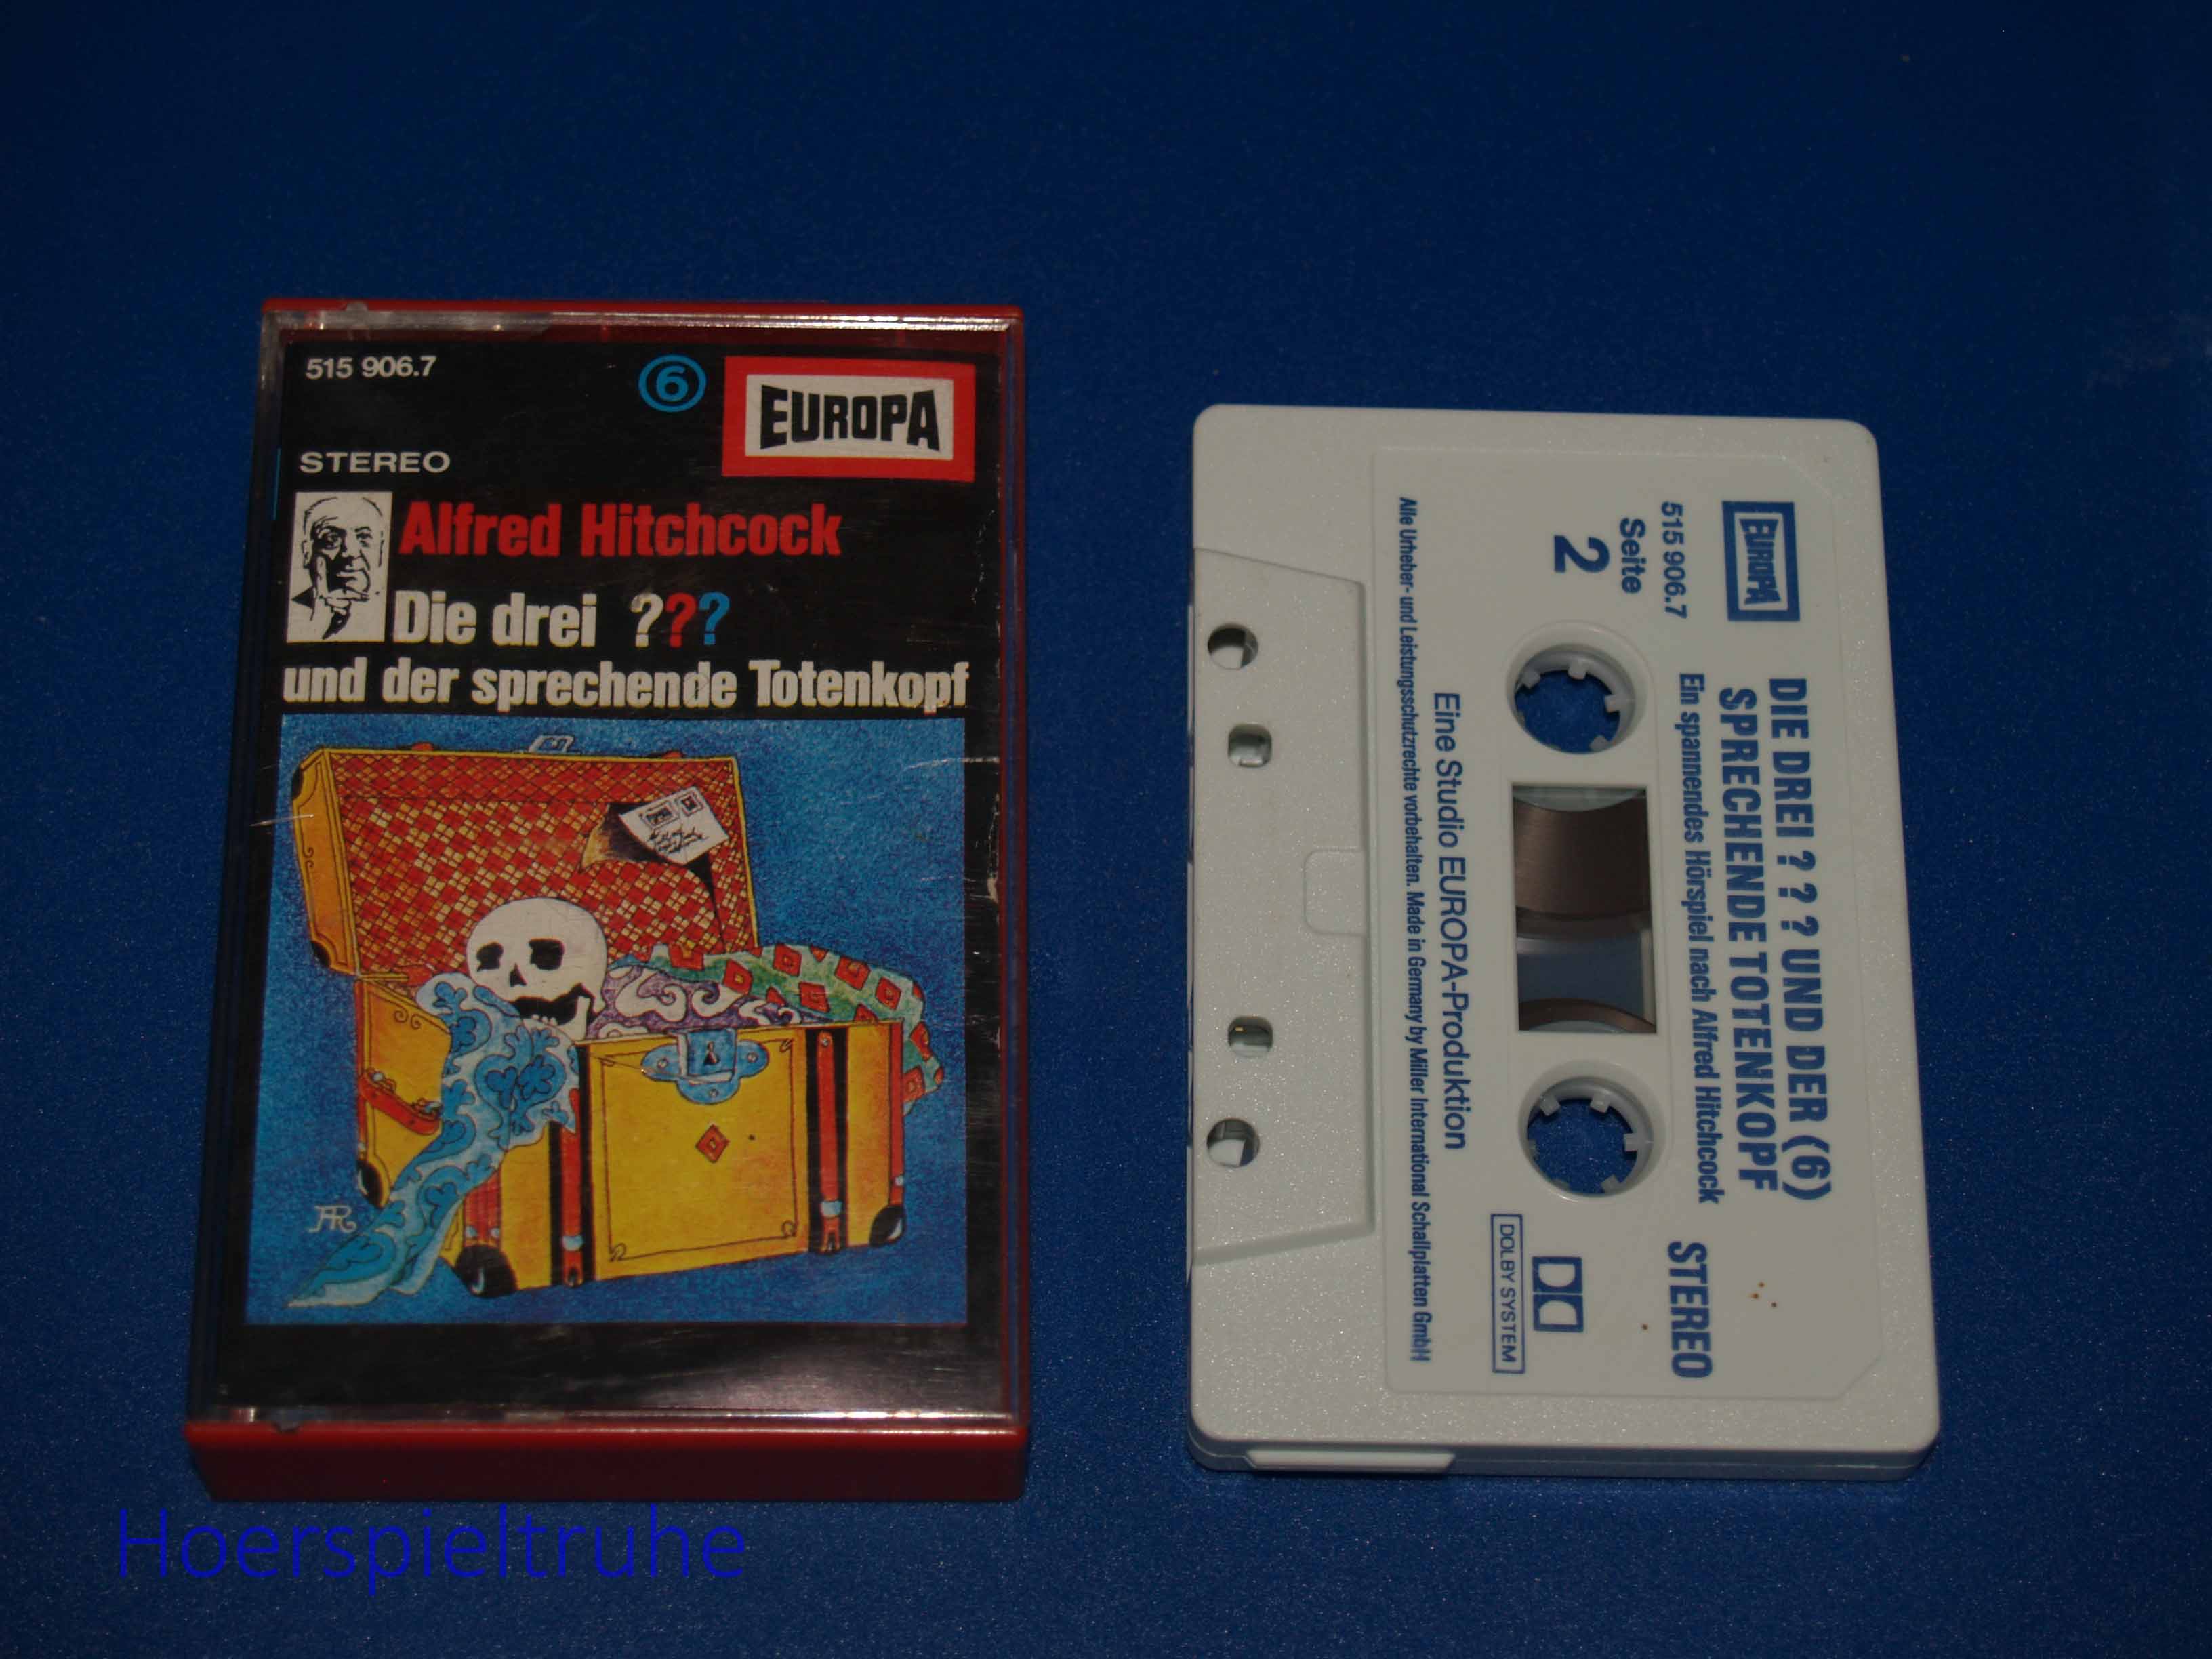 515 906.7
6
EUROPA
STEREO
Alfred Hitchcock
Die drei ???
und der sprechende Totenkopf
AR
EUROPA
DIE DREI ? ? ? UND DER (6)
SPRECHENDE TOTENKOPF
Ein spannendes Hörspiel nach Alfred Hitchcock
515 906.7
Seite
2
STEREO
DOLBY SYSTEM
Eine Studio EUROPA-Produktion
Alle Urheber- und Leistungsschutzrechte vorbehalten. Made in Germany by Miller International Schallplatten GmbH
Hoerspieltruhe